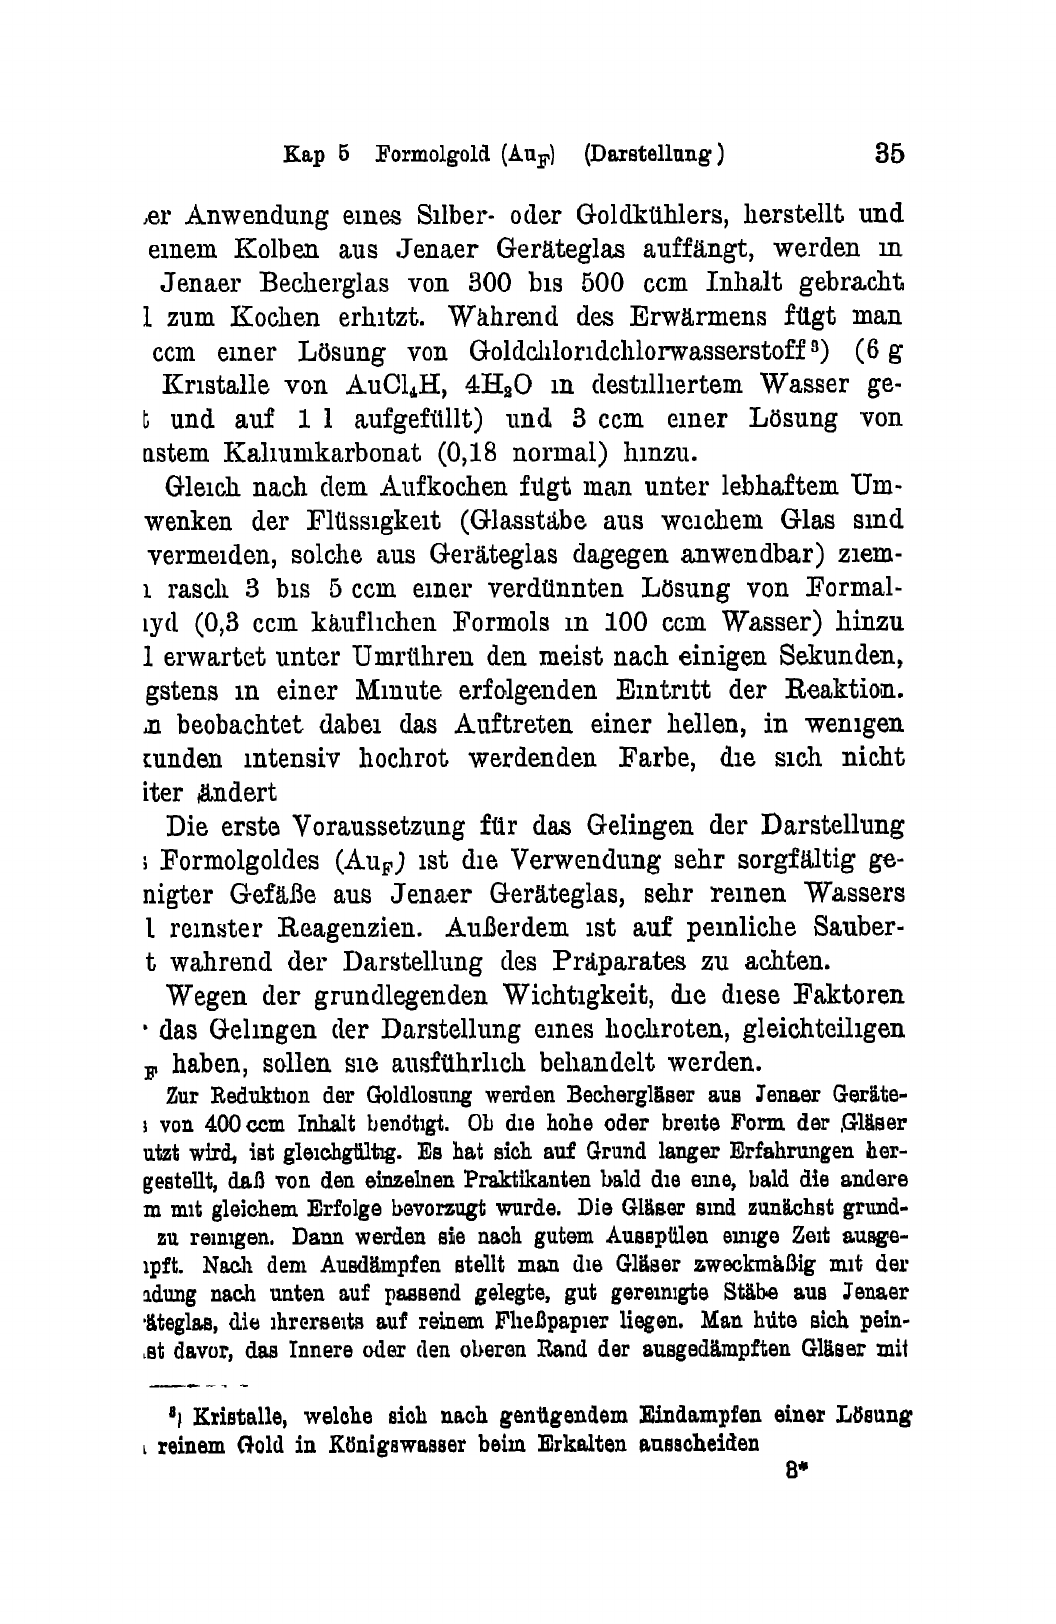 Kap 5 Formolgold (Au_F) (Darstellung) 35
er Anwendung eines Silber- oder Goldkühlers, herstellt und
einem Kolben aus Jenaer Geräteglas auffängt, werden in
Jenaer Becherglas von 300 bis 500 ccm Inhalt gebracht
l zum Kochen erhitzt. Während des Erwärmens fügt man
ccm einer Lösung von Goldchloridchlorwasserstoff³) (6 g
Kristalle von AuCl₄H, 4H₂O in destilliertem Wasser ge-
t und auf 1 l aufgefüllt) und 3 ccm einer Lösung von
nstem Kaliumkarbonat (0,18 normal) hinzu.
Gleich nach dem Aufkochen fügt man unter lebhaftem Um-
wenken der Flüssigkeit (Glasstäbe aus weichem Glas sind
vermeiden, solche aus Geräteglas dagegen anwendbar) ziem-
ı rasch 3 bis 5 ccm einer verdünnten Lösung von Formal-
ıyd (0,3 ccm käuflichen Formols in 100 ccm Wasser) hinzu
l erwartet unter Umrühren den meist nach einigen Sekunden,
gstens in einer Minute erfolgenden Eintritt der Reaktion.
n beobachtet dabei das Auftreten einer hellen, in wenigen
kunden intensiv hochrot werdenden Farbe, die sich nicht
iter ändert
Die erste Voraussetzung für das Gelingen der Darstellung
s Formolgoldes (Au_F) ist die Verwendung sehr sorgfältig ge-
nigter Gefäße aus Jenaer Geräteglas, sehr reinen Wassers
l reinster Reagenzien. Außerdem ist auf peinliche Sauber-
t wahrend der Darstellung des Präparates zu achten.
Wegen der grundlegenden Wichtigkeit, die diese Faktoren
das Gelingen der Darstellung eines hochroten, gleichteiligen
F haben, sollen sie ausführlich behandelt werden.
Zur Reduktion der Goldlosung werden Bechergläser aus Jenaer Geräte-
s von 400 ccm Inhalt benötigt. Ob die hohe oder breite Form der Gläser
utzt wird, ist gleichgültig. Es hat sich auf Grund langer Erfahrungen her-
gestellt, daß von den einzelnen Praktikanten bald die eine, bald die andere
m mit gleichem Erfolge bevorzugt wurde. Die Gläser sind zunächst grund-
zu reinigen. Dann werden sie nach gutem Ausspülen einige Zeit ausge-
ıpft. Nach dem Ausdämpfen stellt man die Gläser zweckmäßig mit der
ndung nach unten auf passend gelegte, gut gereinigte Stäbe aus Jenaer
äteglas, die ihrerseits auf reinem Fließpapier liegen. Man hüte sich pein-
st davor, das Innere oder den oberen Rand der ausgedämpften Gläser mit
³) Kristalle, welche sich nach genügendem Eindampfen einer Lösung
ı reinem Gold in Königswasser beim Erkalten ausscheiden
8*